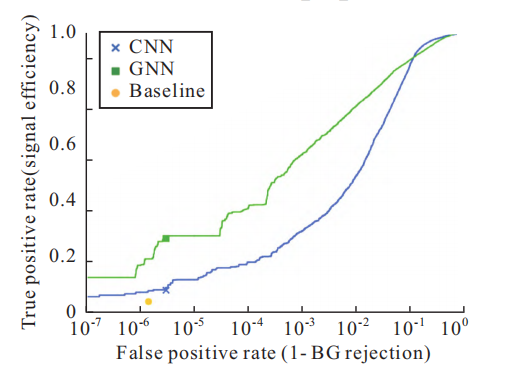 1.0
0.8
0.6
0.4
0.2
0
True positive rate(signal efficiency)
CNN
GNN
Baseline
10⁻⁷ 10⁻⁶ 10⁻⁵ 10⁻⁴ 10⁻³ 10⁻² 10⁻¹ 10⁰
False positive rate (1- BG rejection)